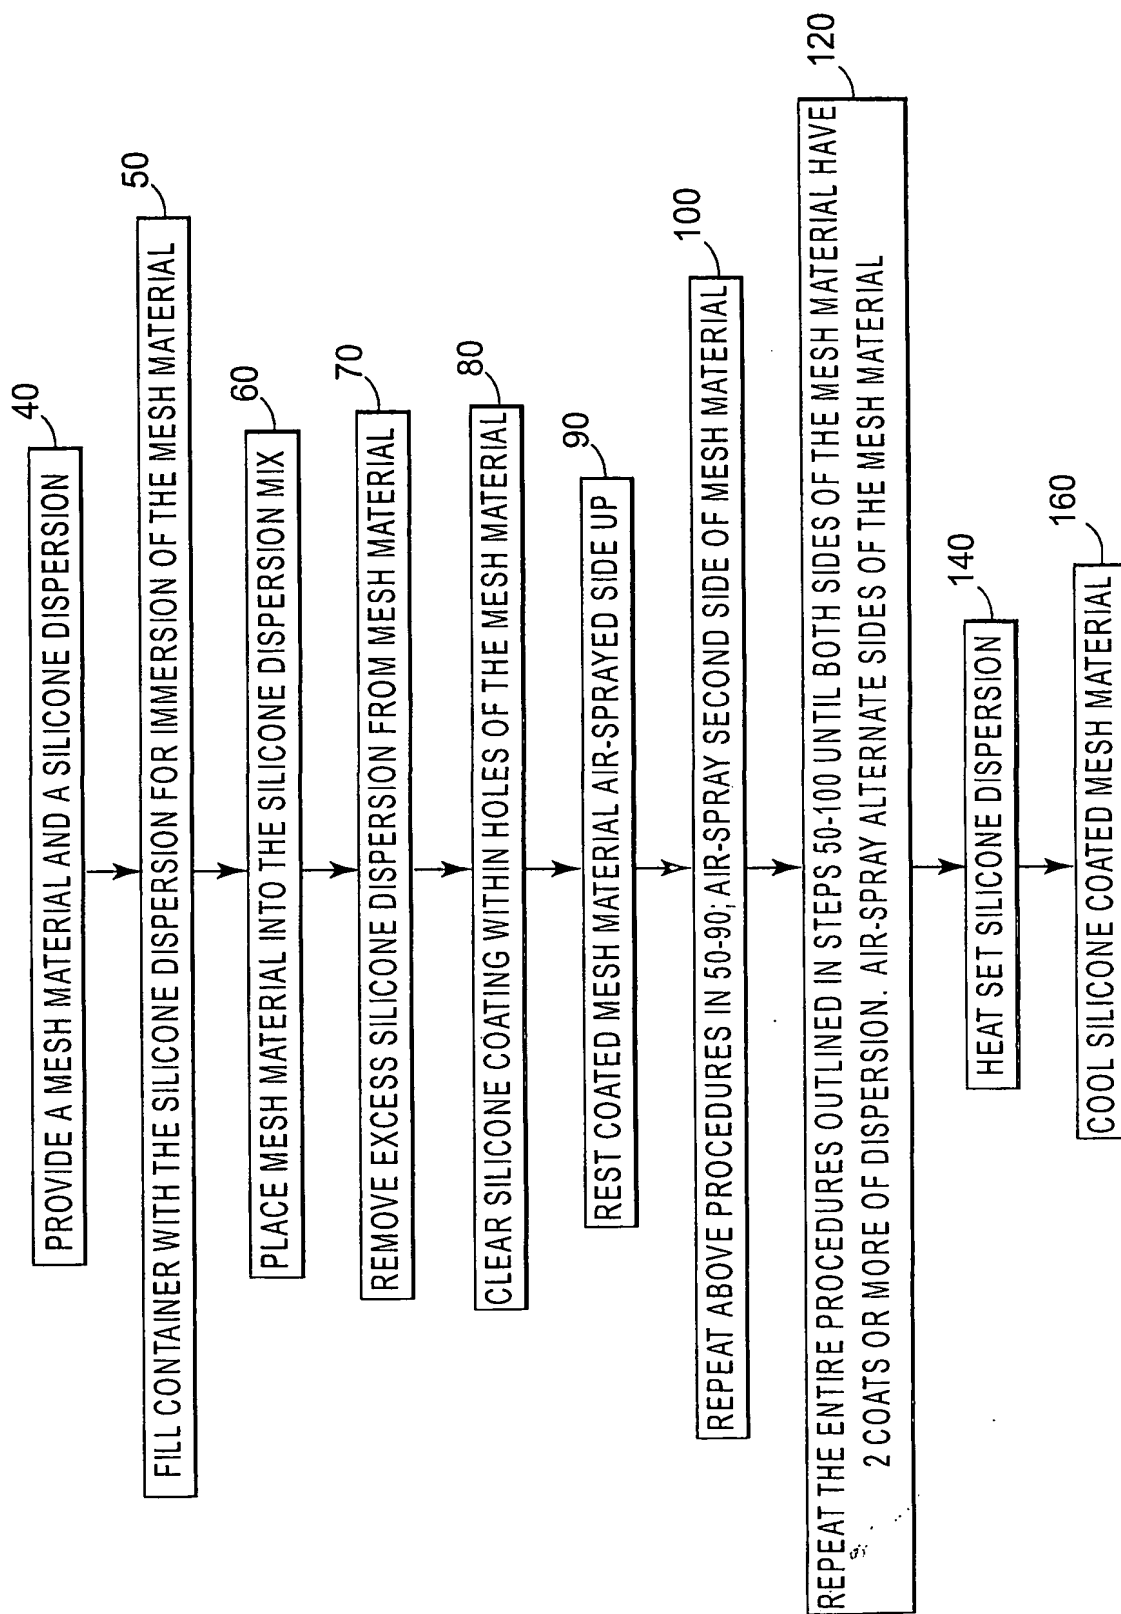 40
PROVIDE A MESH MATERIAL AND A SILICONE DISPERSION
50
FILL CONTAINER WITH THE SILICONE DISPERSION FOR IMMERSION OF THE MESH MATERIAL
60
PLACE MESH MATERIAL INTO THE SILICONE DISPERSION MIX
70
REMOVE EXCESS SILICONE DISPERSION FROM MESH MATERIAL
80
CLEAR SILICONE COATING WITHIN HOLES OF THE MESH MATERIAL
90
REST COATED MESH MATERIAL AIR-SPRAYED SIDE UP
100
REPEAT ABOVE PROCEDURES IN 50-90; AIR-SPRAY SECOND SIDE OF MESH MATERIAL
120
REPEAT THE ENTIRE PROCEDURES OUTLINED IN STEPS 50-100 UNTIL BOTH SIDES OF THE MESH MATERIAL HAVE
2 COATS OR MORE OF DISPERSION. AIR-SPRAY ALTERNATE SIDES OF THE MESH MATERIAL
140
HEAT SET SILICONE DISPERSION
160
COOL SILICONE COATED MESH MATERIAL